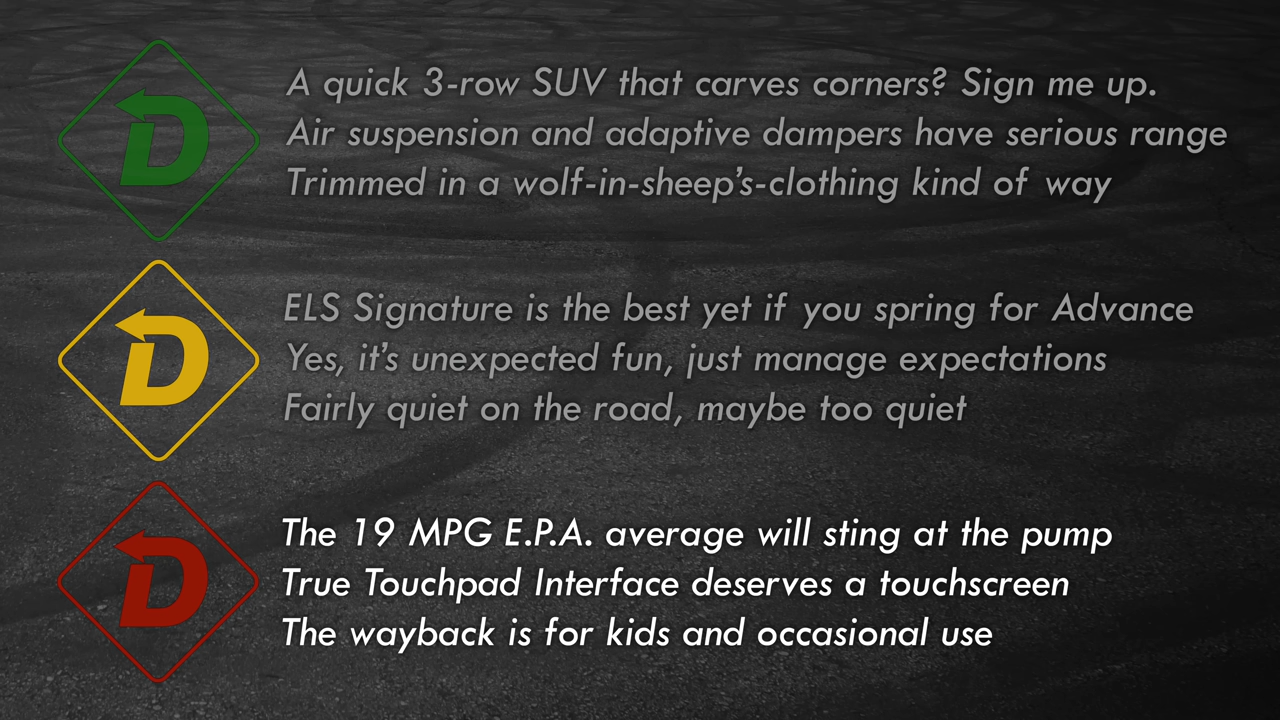 D
A quick 3-row SUV that carves corners? Sign me up.
Air suspension and adaptive dampers have serious range
Trimmed in a wolf-in-sheep's-clothing kind of way
D
ELS Signature is the best yet if you spring for Advance
Yes, it's unexpected fun, just manage expectations
Fairly quiet on the road, maybe too quiet
D
The 19 MPG E.P.A. average will sting at the pump
True Touchpad Interface deserves a touchscreen
The wayback is for kids and occasional use